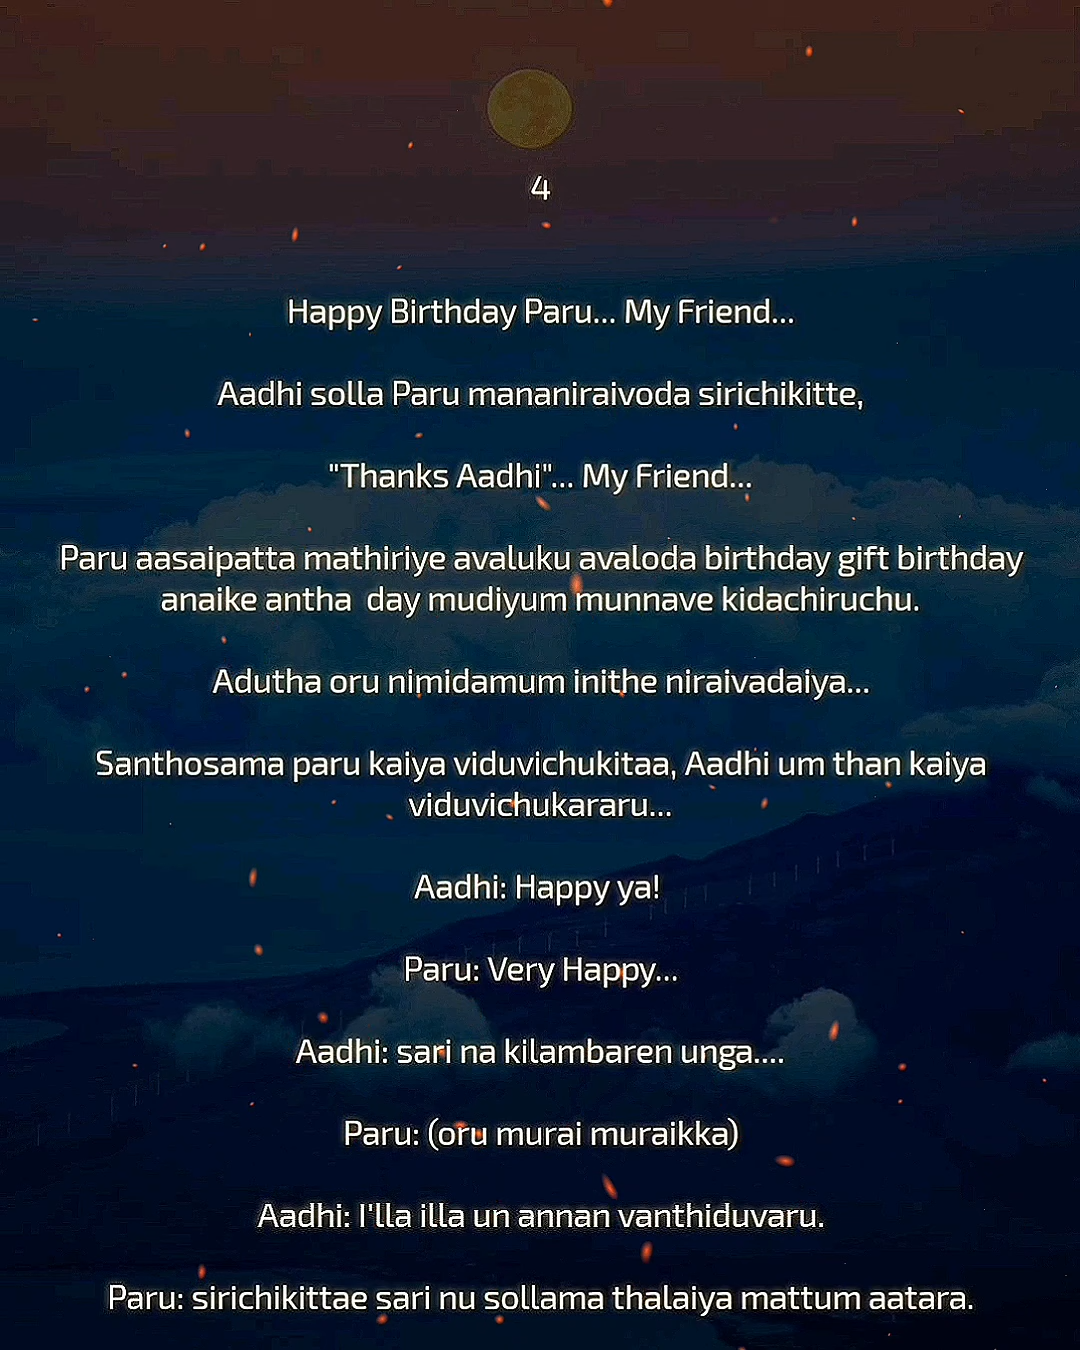 4
Happy Birthday Paru... My Friend...
Aadhi solla Paru mananiraivoda sirichikitte,
"Thanks Aadhi"... My Friend...
Paru aasaipatta mathiriye avaluku avaloda birthday gift birthday
anaike antha day mudiyum munnave kidachiruchu.
Adutha oru nimidamum inithe niraivadaiya...
Santhosama paru kaiya viduvichukitaa, Aadhi um than kaiya
viduvichukararu...
Aadhi: Happy ya!
Paru: Very Happy...
Aadhi: sari na kilambaren unga....
Paru: (oru murai muraikka)
Aadhi: I'lla illa un annan vanthiduvaru.
Paru: sirichikittae sari nu sollama thalaiya mattum aatara.